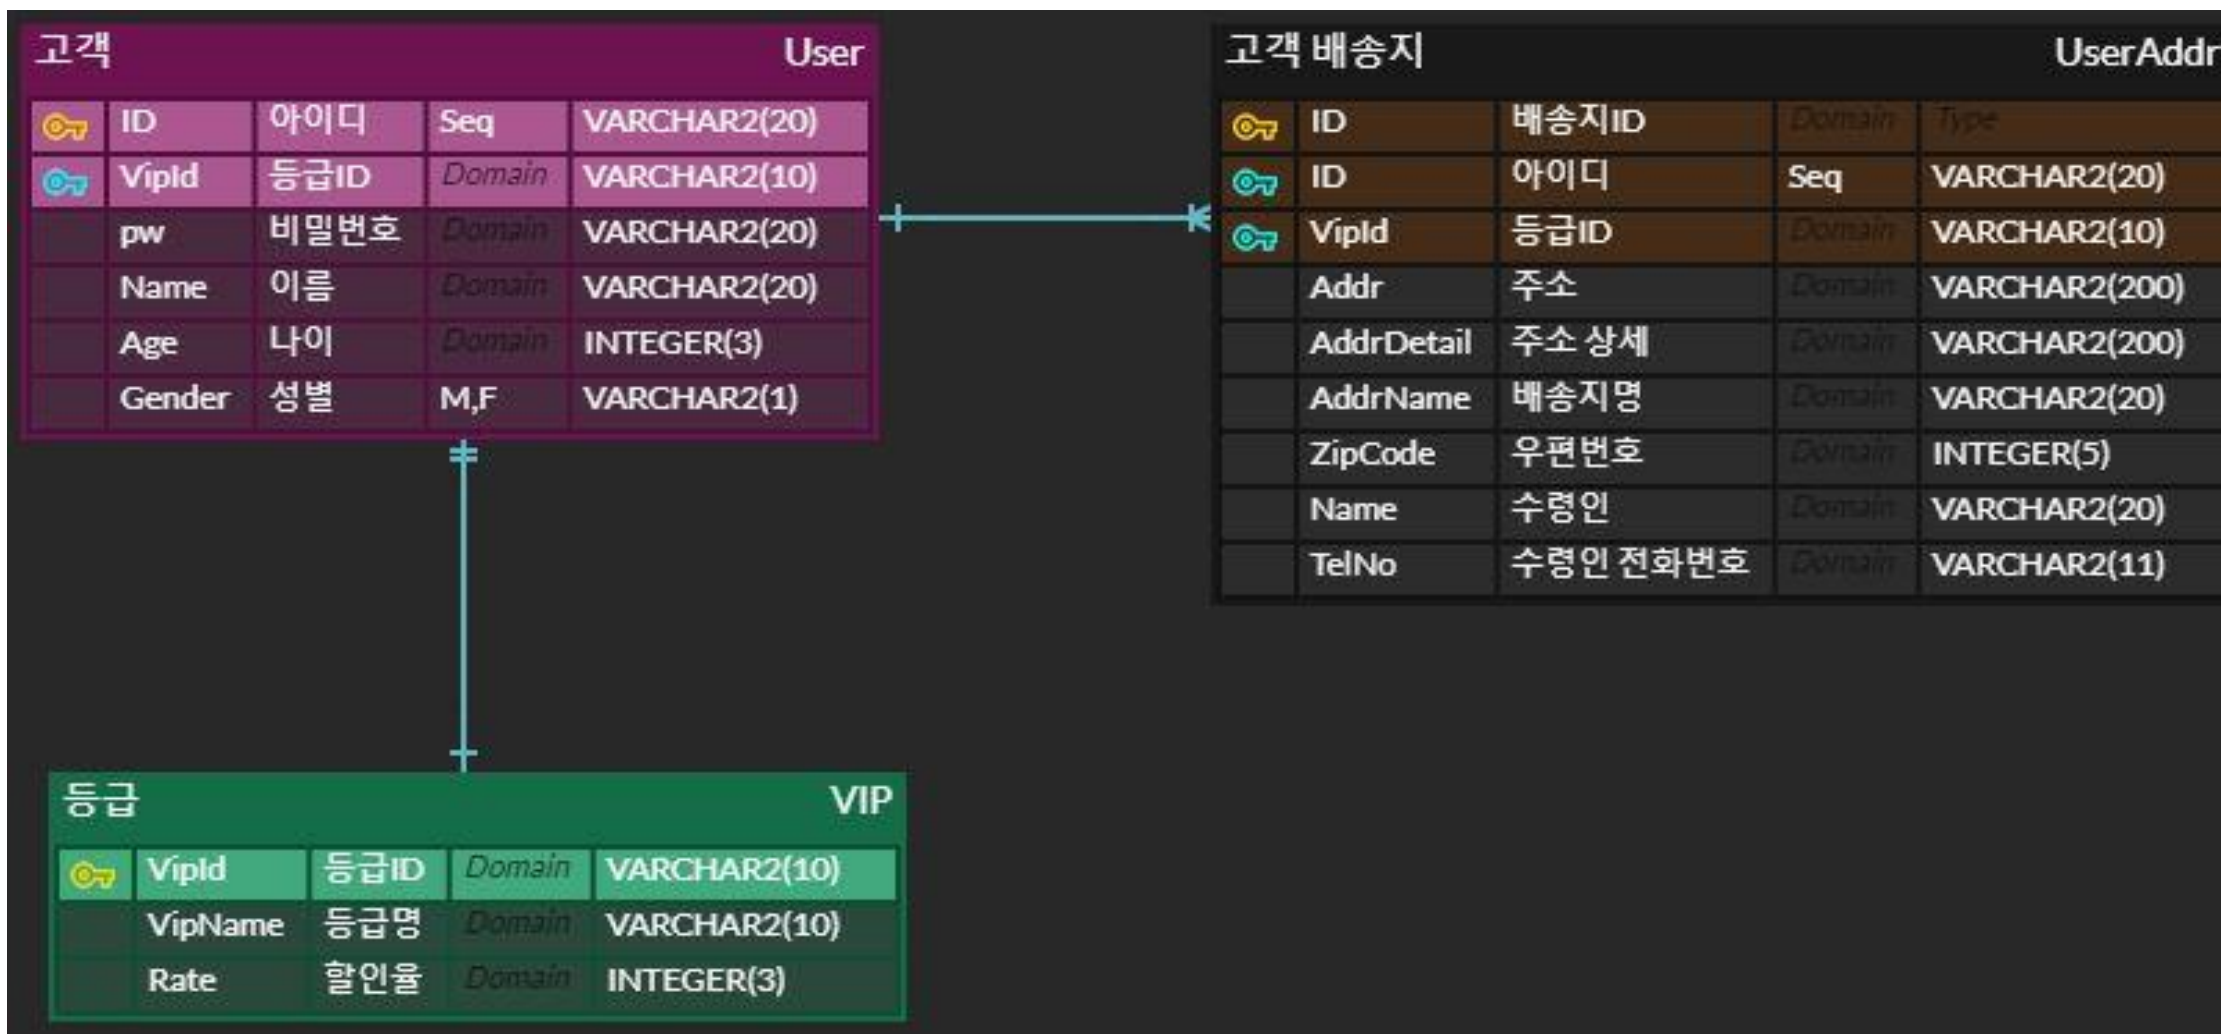 고객 User
ID 아이디 Seq VARCHAR2(20)
VipId 등급ID Domain VARCHAR2(10)
pw 비밀번호 Domain VARCHAR2(20)
Name 이름 Domain VARCHAR2(20)
Age 나이 Domain INTEGER(3)
Gender 성별 M,F VARCHAR2(1)
고객 배송지 UserAddr
ID 배송지ID Domain Type
ID 아이디 Seq VARCHAR2(20)
VipId 등급ID Domain VARCHAR2(10)
Addr 주소 Domain VARCHAR2(200)
AddrDetail 주소 상세 Domain VARCHAR2(200)
AddrName 배송지명 Domain VARCHAR2(20)
ZipCode 우편번호 Domain INTEGER(5)
Name 수령인 Domain VARCHAR2(20)
TelNo 수령인 전화번호 Domain VARCHAR2(11)
등급 VIP
VipId 등급ID Domain VARCHAR2(10)
VipName 등급명 Domain VARCHAR2(10)
Rate 할인율 Domain INTEGER(3)